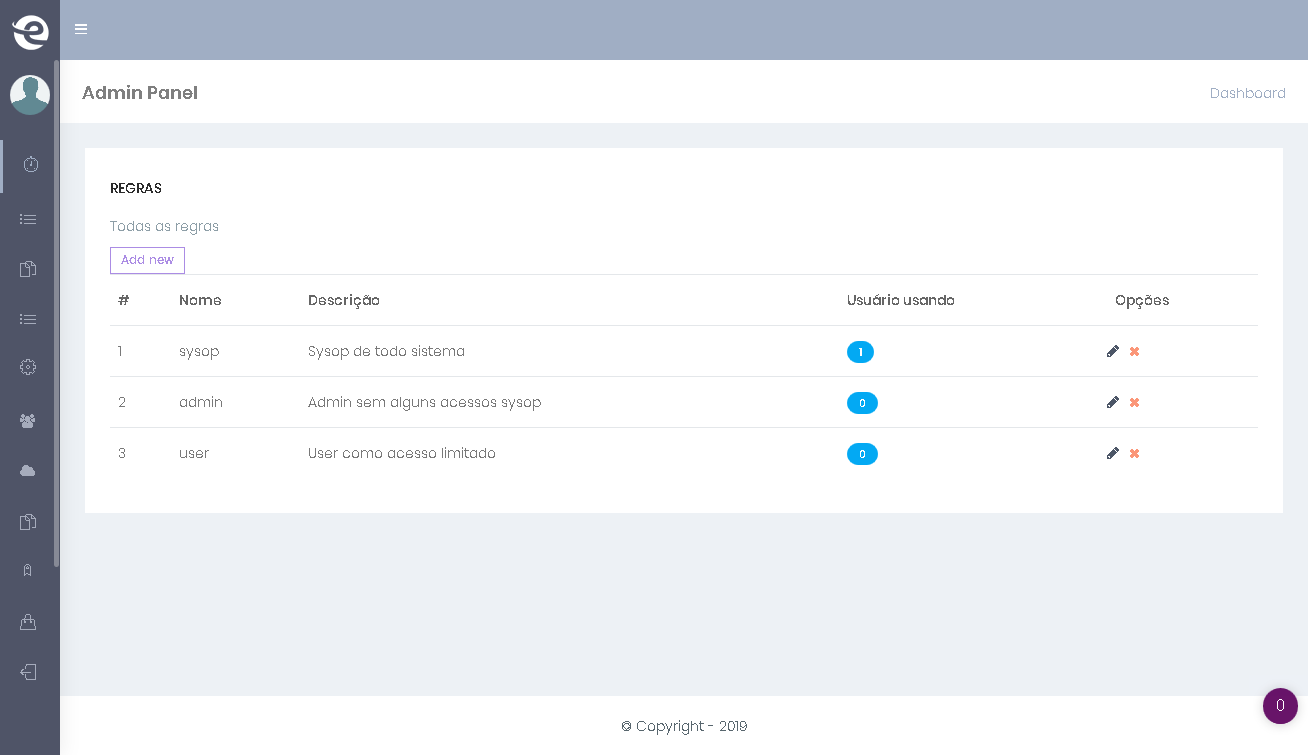 Admin Panel
Dashboard
REGRAS
Todas as regras
Add new
# Nome Descrição Usuário usando Opções
1 sysop Sysop de todo sistema 1
2 admin Admin sem alguns acessos sysop 0
3 user User como acesso limitado 0
© Copyright - 2019
0